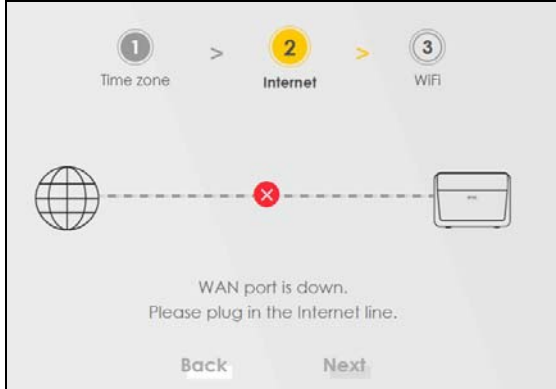 1 > 2 > 3
Time zone Internet WiFi
WAN port is down.
Please plug in the Internet line.
Back Next